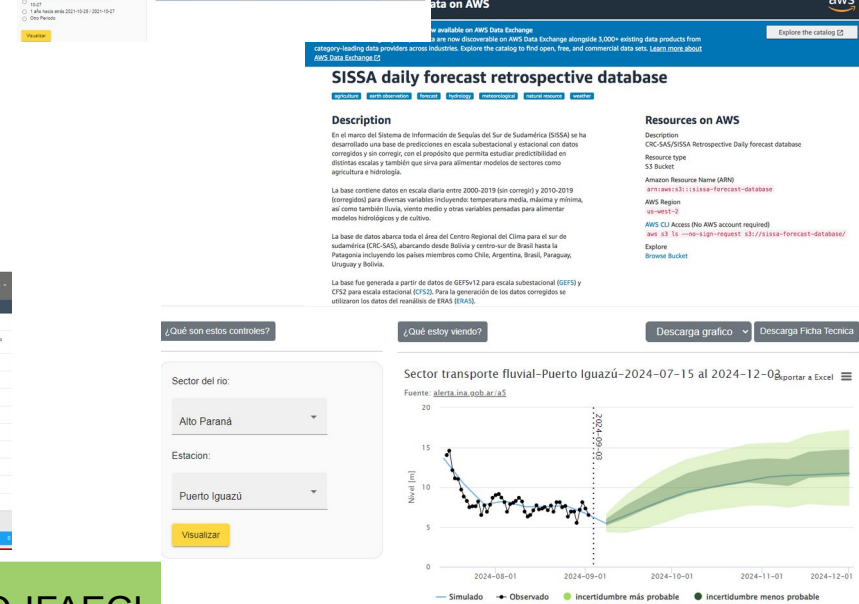 10-27
1 año hacia atrás 2021-10-25 / 2021-10-27
Otro Periodo
Visualizar
ata on AWS
aws
w available on AWS Data Exchange
a are now discoverable on AWS Data Exchange alongside 3,000+ existing data products from
category-leading data providers across industries. Explore the catalog to find open, free, and commercial data sets. Learn more about
AWS Data Exchange
Explore the catalog
SISSA daily forecast retrospective database
agriculture earth observation forecast hydrology meteorological natural resource weather
Description
En el marco del Sistema de Información de Sequías del Sur de Sudamérica (SISSA) se ha
desarrollado una base de predicciones en escala subestacional y estacional con datos
corregidos y sin corregir, con el propósito que permita estudiar predictibilidad en
distintas escalas y también que sirva para alimentar modelos de sectores como
agricultura e hidrología.
La base contiene datos en escala diaria entre 2000-2019 (sin corregir) y 2010-2019
(corregidos) para diversas variables incluyendo: temperatura media, máxima y mínima,
así como también lluvia, viento medio y otras variables pensadas para alimentar
modelos hidrológicos y de cultivo.
La base de datos abarca toda el área del Centro Regional del Clima para el sur de
sudamérica (CRC-SAS), abarcando desde Bolivia y centro-sur de Brasil hasta la
Patagonia incluyendo los países miembros como Chile, Argentina, Brasil, Paraguay,
Uruguay y Bolivia.
La base fue generada a partir de datos de GEFSv12 para escala subestacional (GEFS) y
CFS2 para escala estacional (CFS2). Para la generación de los datos corregidos se
utilizaron los datos del reanálisis de ERA5 (ERA5).
Resources on AWS
Description
CRC-SAS/SISSA Retrospective Daily forecast database
Resource type
S3 Bucket
Amazon Resource Name (ARN)
arn:aws:s3:::sissa-forecast-database
AWS Region
us-west-2
AWS CLI Access (No AWS account required)
aws s3 ls --no-sign-request s3://sissa-forecast-database/
Explore
Browse Bucket
¿Qué son estos controles?
¿Qué estoy viendo?
Descarga grafico
Descarga Ficha Tecnica
Sector del rio:
Alto Paraná
Estacion:
Puerto Iguazú
Visualizar
Sector transporte fluvial-Puerto Iguazú-2024-07-15 al 2024-12-03
Exportar a Excel
Fuente: alerta.ina.gob.ar/a5
Nivel [m]
20
15
10
5
0
2024-09-03
2024-08-01 2024-09-01 2024-10-01 2024-11-01 2024-12-01
Simulado Observado incertidumbre más probable incertidumbre menos probable